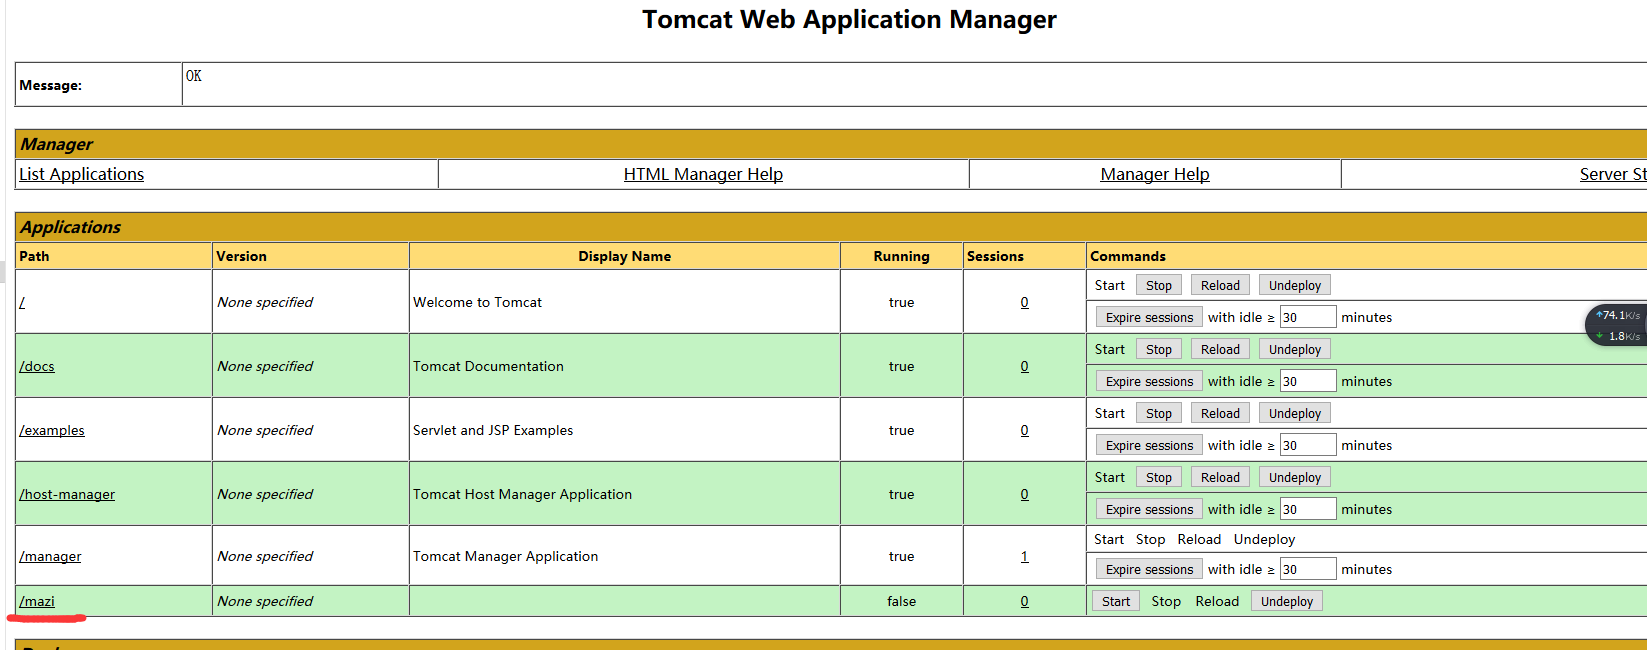 Tomcat Web Application Manager
Message: OK
Manager
List Applications HTML Manager Help Manager Help Server St
Applications
Path Version Display Name Running Sessions Commands
/ None specified Welcome to Tomcat true 0 Start Stop Reload Undeploy
Expire sessions with idle ≥ 30 minutes
↑74.1K/s
↓ 1.8K/s
/docs None specified Tomcat Documentation true 0 Start Stop Reload Undeploy
Expire sessions with idle ≥ 30 minutes
/examples None specified Servlet and JSP Examples true 0 Start Stop Reload Undeploy
Expire sessions with idle ≥ 30 minutes
/host-manager None specified Tomcat Host Manager Application true 0 Start Stop Reload Undeploy
Expire sessions with idle ≥ 30 minutes
/manager None specified Tomcat Manager Application true 1 Start Stop Reload Undeploy
Expire sessions with idle ≥ 30 minutes
/mazi None specified false 0 Start Stop Reload Undeploy